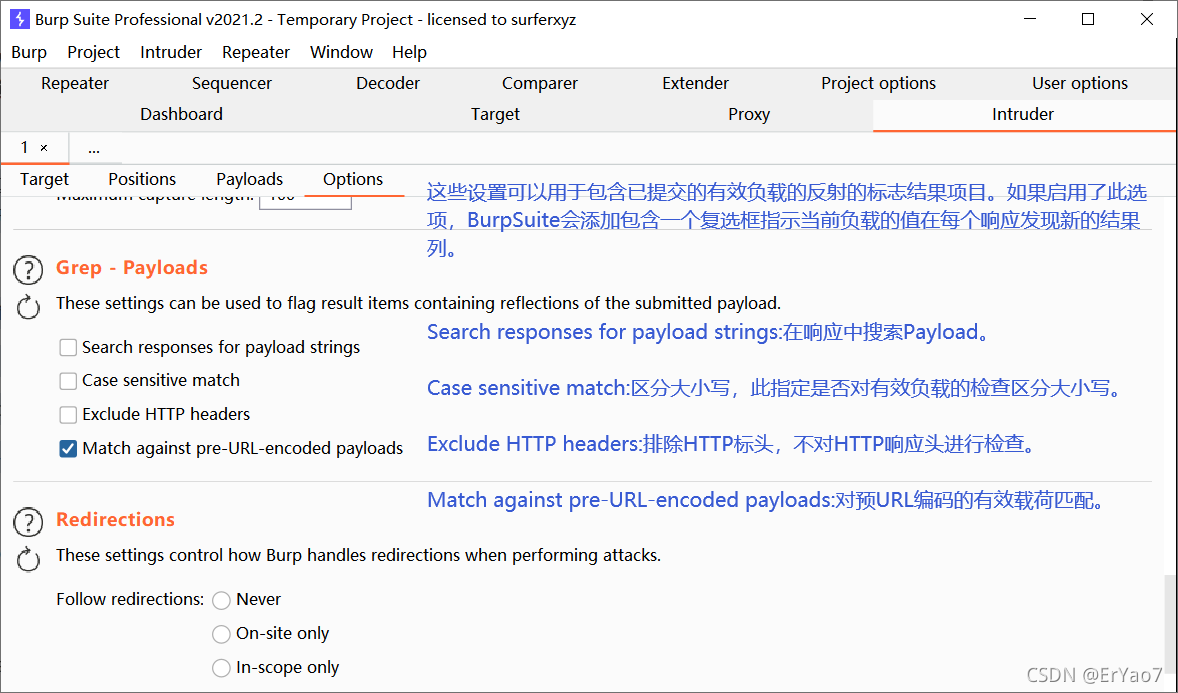 Burp Suite Professional v2021.2 - Temporary Project - licensed to surferxyz
Burp Project Intruder Repeater Window Help
Repeater Sequencer Decoder Comparer Extender Project options User options
Dashboard Target Proxy Intruder
1 × ...
Target Positions Payloads Options
Maximum capture length: 100
这些设置可以用于包含已提交的有效负载的反射的标志结果项目。如果启用了此选
项，BurpSuite会添加包含一个复选框指示当前负载的值在每个响应发现新的结果
列。
Grep - Payloads
These settings can be used to flag result items containing reflections of the submitted payload.
Search responses for payload strings:在响应中搜索Payload。
Search responses for payload strings
Case sensitive match
Case sensitive match:区分大小写，此指定是否对有效负载的检查区分大小写。
Exclude HTTP headers
Exclude HTTP headers:排除HTTP标头，不对HTTP响应头进行检查。
Match against pre-URL-encoded payloads
Match against pre-URL-encoded payloads:对预URL编码的有效载荷匹配。
Redirections
These settings control how Burp handles redirections when performing attacks.
Follow redirections: Never
On-site only
In-scope only
CSDN @ErYao7